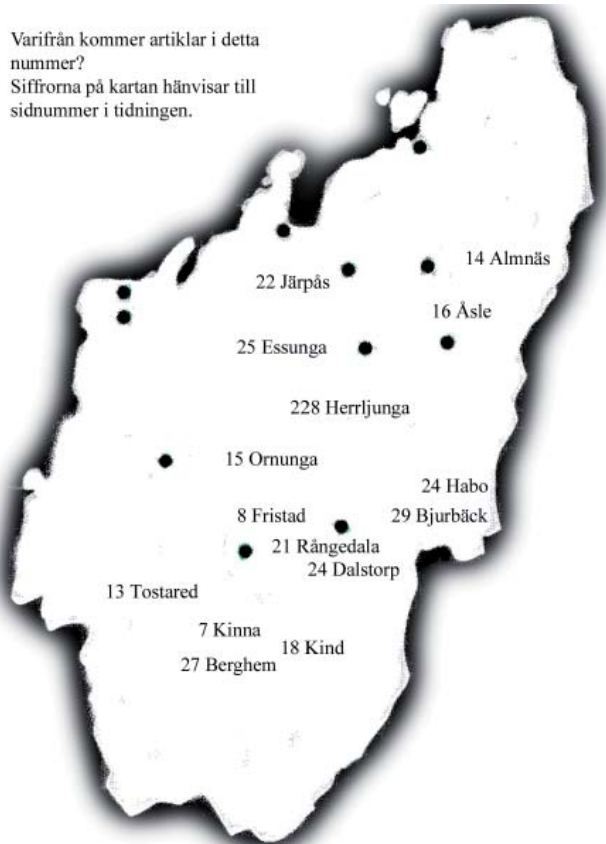 Varifrån kommer artiklar i detta
nummer?
Siffrorna på kartan hänvisar till
sidnummer i tidningen.
14 Almnäs
22 Järpås
16 Åsle
25 Essunga
228 Herrljunga
15 Ornunga
24 Habo
8 Fristad
29 Bjurbäck
21 Rångedala
24 Dalstorp
13 Tostared
7 Kinna
18 Kind
27 Berghem